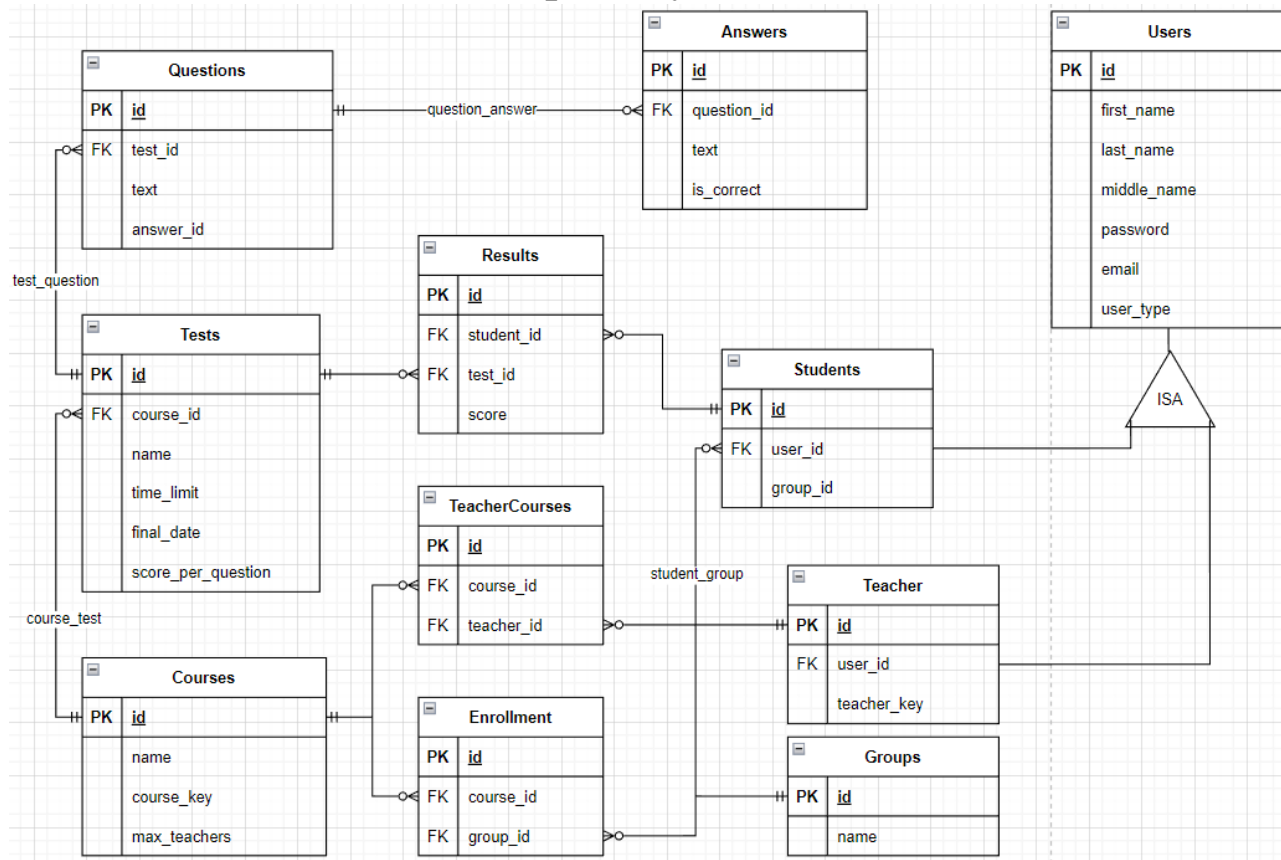 Questions
PK id
FK test_id
text
answer_id
question_answer
Answers
PK id
FK question_id
text
is_correct
Users
PK id
first_name
last_name
middle_name
password
email
user_type
test_question
Results
PK id
FK student_id
FK test_id
score
Tests
PK id
FK course_id
name
time_limit
final_date
score_per_question
Students
PK id
FK user_id
group_id
ISA
TeacherCourses
PK id
FK course_id
FK teacher_id
student_group
Teacher
PK id
FK user_id
teacher_key
course_test
Courses
PK id
name
course_key
max_teachers
Enrollment
PK id
FK course_id
FK group_id
Groups
PK id
name